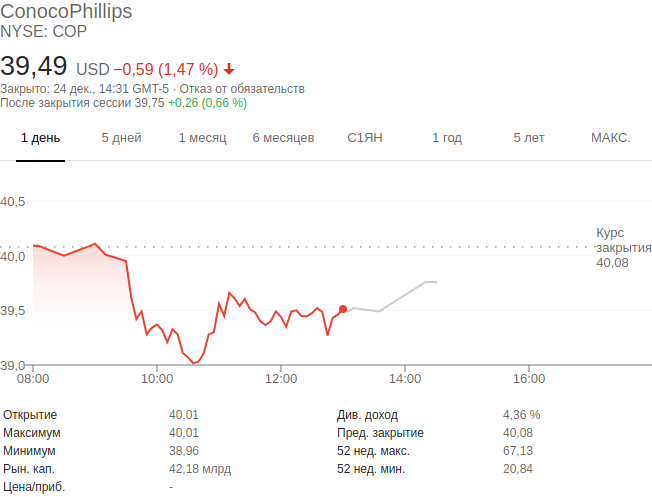 ConocoPhillips
NYSE: COP
39,49 USD −0,59 (1,47 %)
Закрыто: 24 дек., 14:31 GMT-5 · Отказ от обязательств
После закрытия сессии 39,75 +0,26 (0,66 %)
1 день 5 дней 1 месяц 6 месяцев С1ЯН 1 год 5 лет МАКС.
40,5
Курс
закрытия
40,08
40,0
39,5
39,0
08:00 10:00 12:00 14:00 16:00
Открытие 40,01 Див. доход 4,36 %
Максимум 40,01 Пред. закрытие 40,08
Минимум 38,96 52 нед. макс. 67,13
Рын. кап. 42,18 млрд 52 нед. мин. 20,84
Цена/приб. -